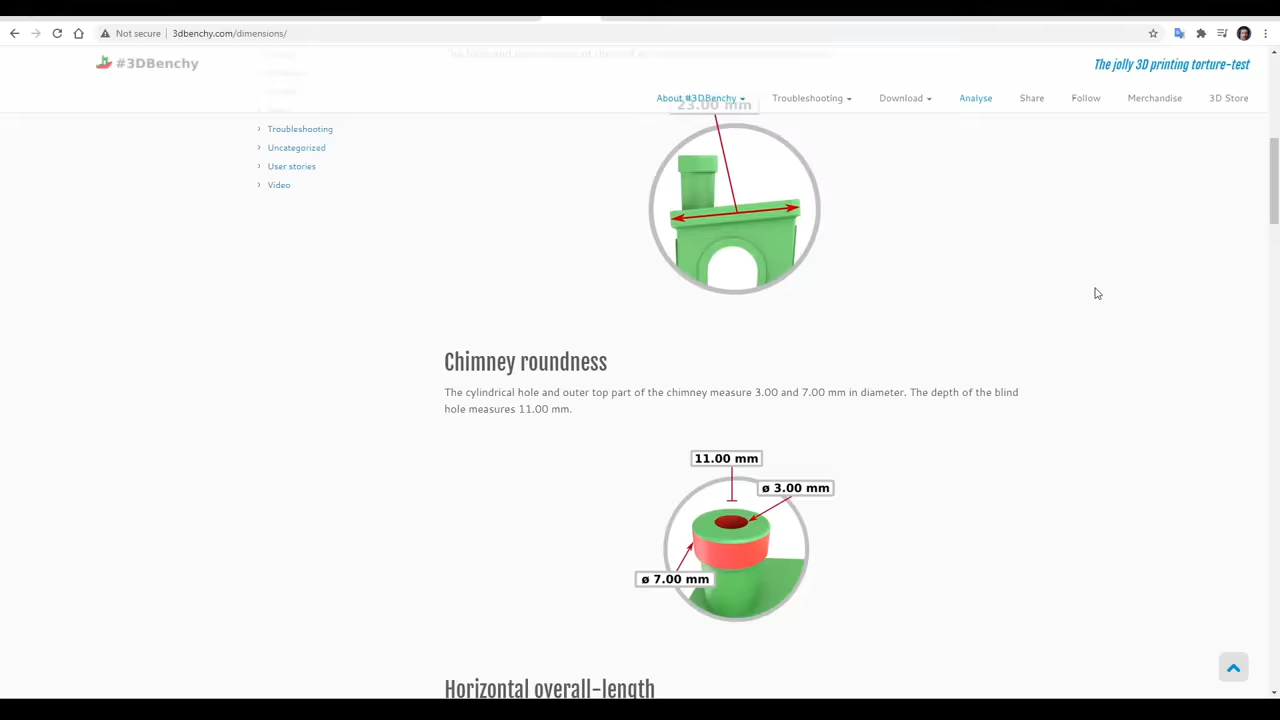 Not secure | 3dbenchy.com/dimensions/
#3DBenchy
The jolly 3D printing torture-test
About #3DBenchy
Troubleshooting
Download
Analyse
Share
Follow
Merchandise
3D Store
Troubleshooting
Uncategorized
User stories
Video
23.00 mm
Chimney roundness
The cylindrical hole and outer top part of the chimney measure 3.00 and 7.00 mm in diameter. The depth of the blind
hole measures 11.00 mm.
11.00 mm
ø 3.00 mm
ø 7.00 mm
Horizontal overall-length